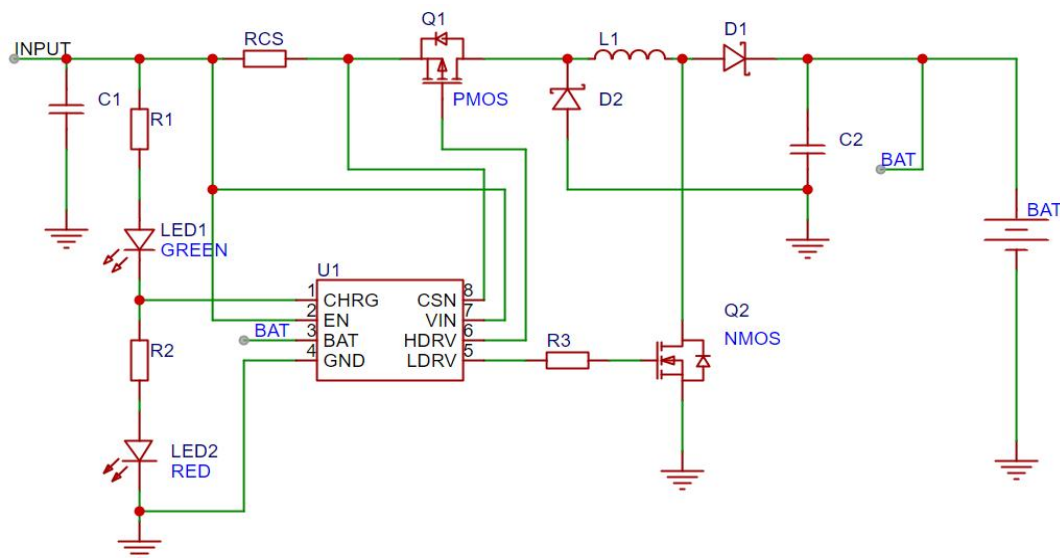 INPUT
C1
R1
LED1
GREEN
R2
LED2
RED
RCS
Q1
PMOS
L1
D1
D2
C2
BAT
BAT
U1
1 CHRG CSN 8
2 EN VIN 7
BAT 3 BAT HDRV 6
4 GND LDRV 5
R3
Q2
NMOS